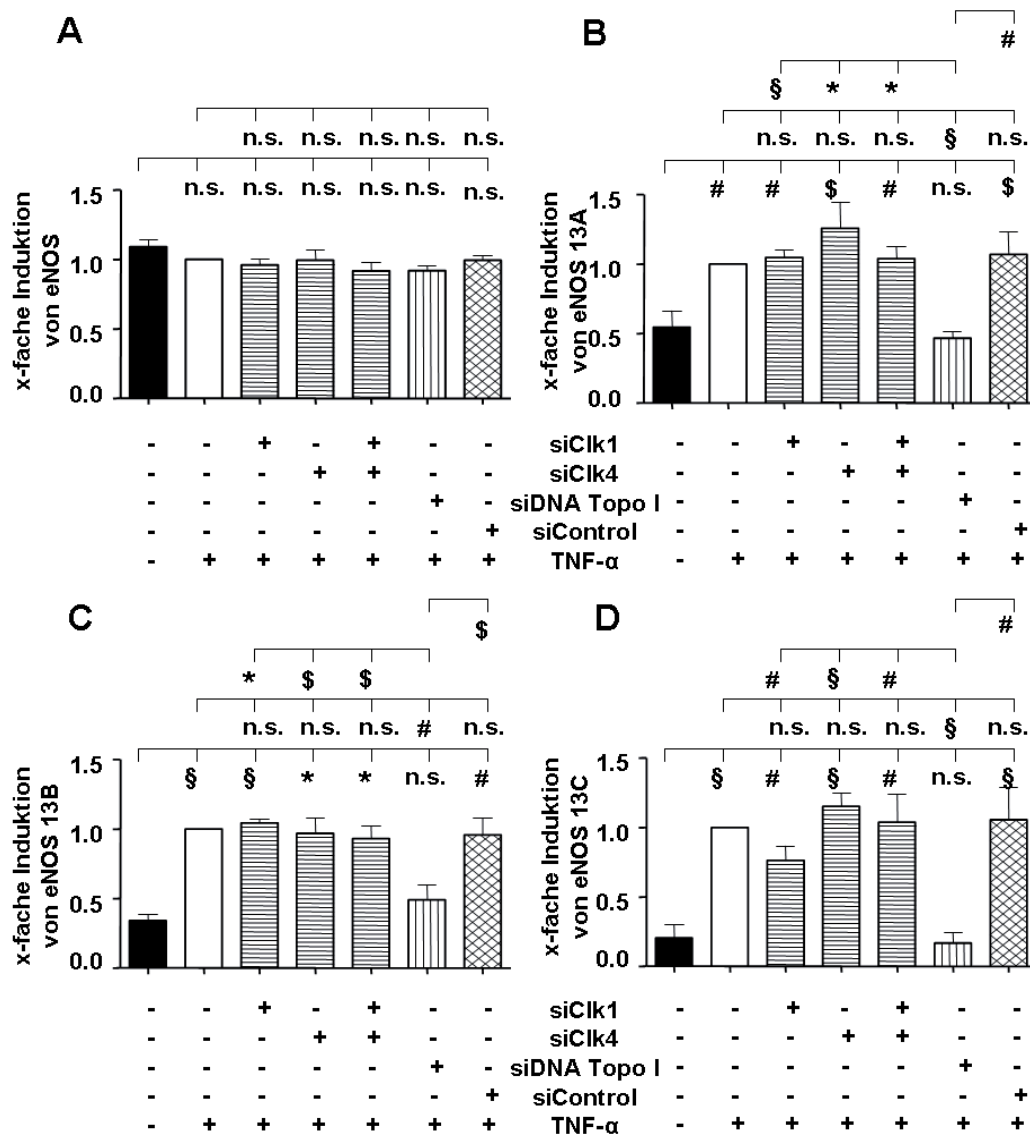 A
B
#
§ * *
n.s. n.s. n.s. n.s. n.s.
n.s. n.s. n.s. § n.s.
n.s. n.s. n.s. n.s. n.s. n.s.
# # $ # n.s. $
x-fache Induktion
von eNOS
1.5
1.0
0.5
0.0
x-fache Induktion
von eNOS 13A
1.5
1.0
0.5
0.0
- - + - + - - siClk1 - - + - + - -
- - - + + - - siClk4 - - - + + - -
- - - - - + - siDNA Topo I - - - - - + -
- - - - - - + siControl - - - - - - +
- + + + + + + TNF-α - + + + + + +
C
D
$
#
* $ $
# § #
n.s. n.s. n.s. # n.s.
n.s. n.s. n.s. § n.s.
§ § * * n.s. #
§ # § # n.s. §
x-fache Induktion
von eNOS 13B
1.5
1.0
0.5
0.0
x-fache Induktion
von eNOS 13C
1.5
1.0
0.5
0.0
- - + - + - - siClk1 - - + - + - -
- - - + + - - siClk4 - - - + + - -
- - - - - + - siDNA Topo I - - - - - + -
- - - - - - + siControl - - - - - - +
- + + + + + + TNF-α - + + + + + +